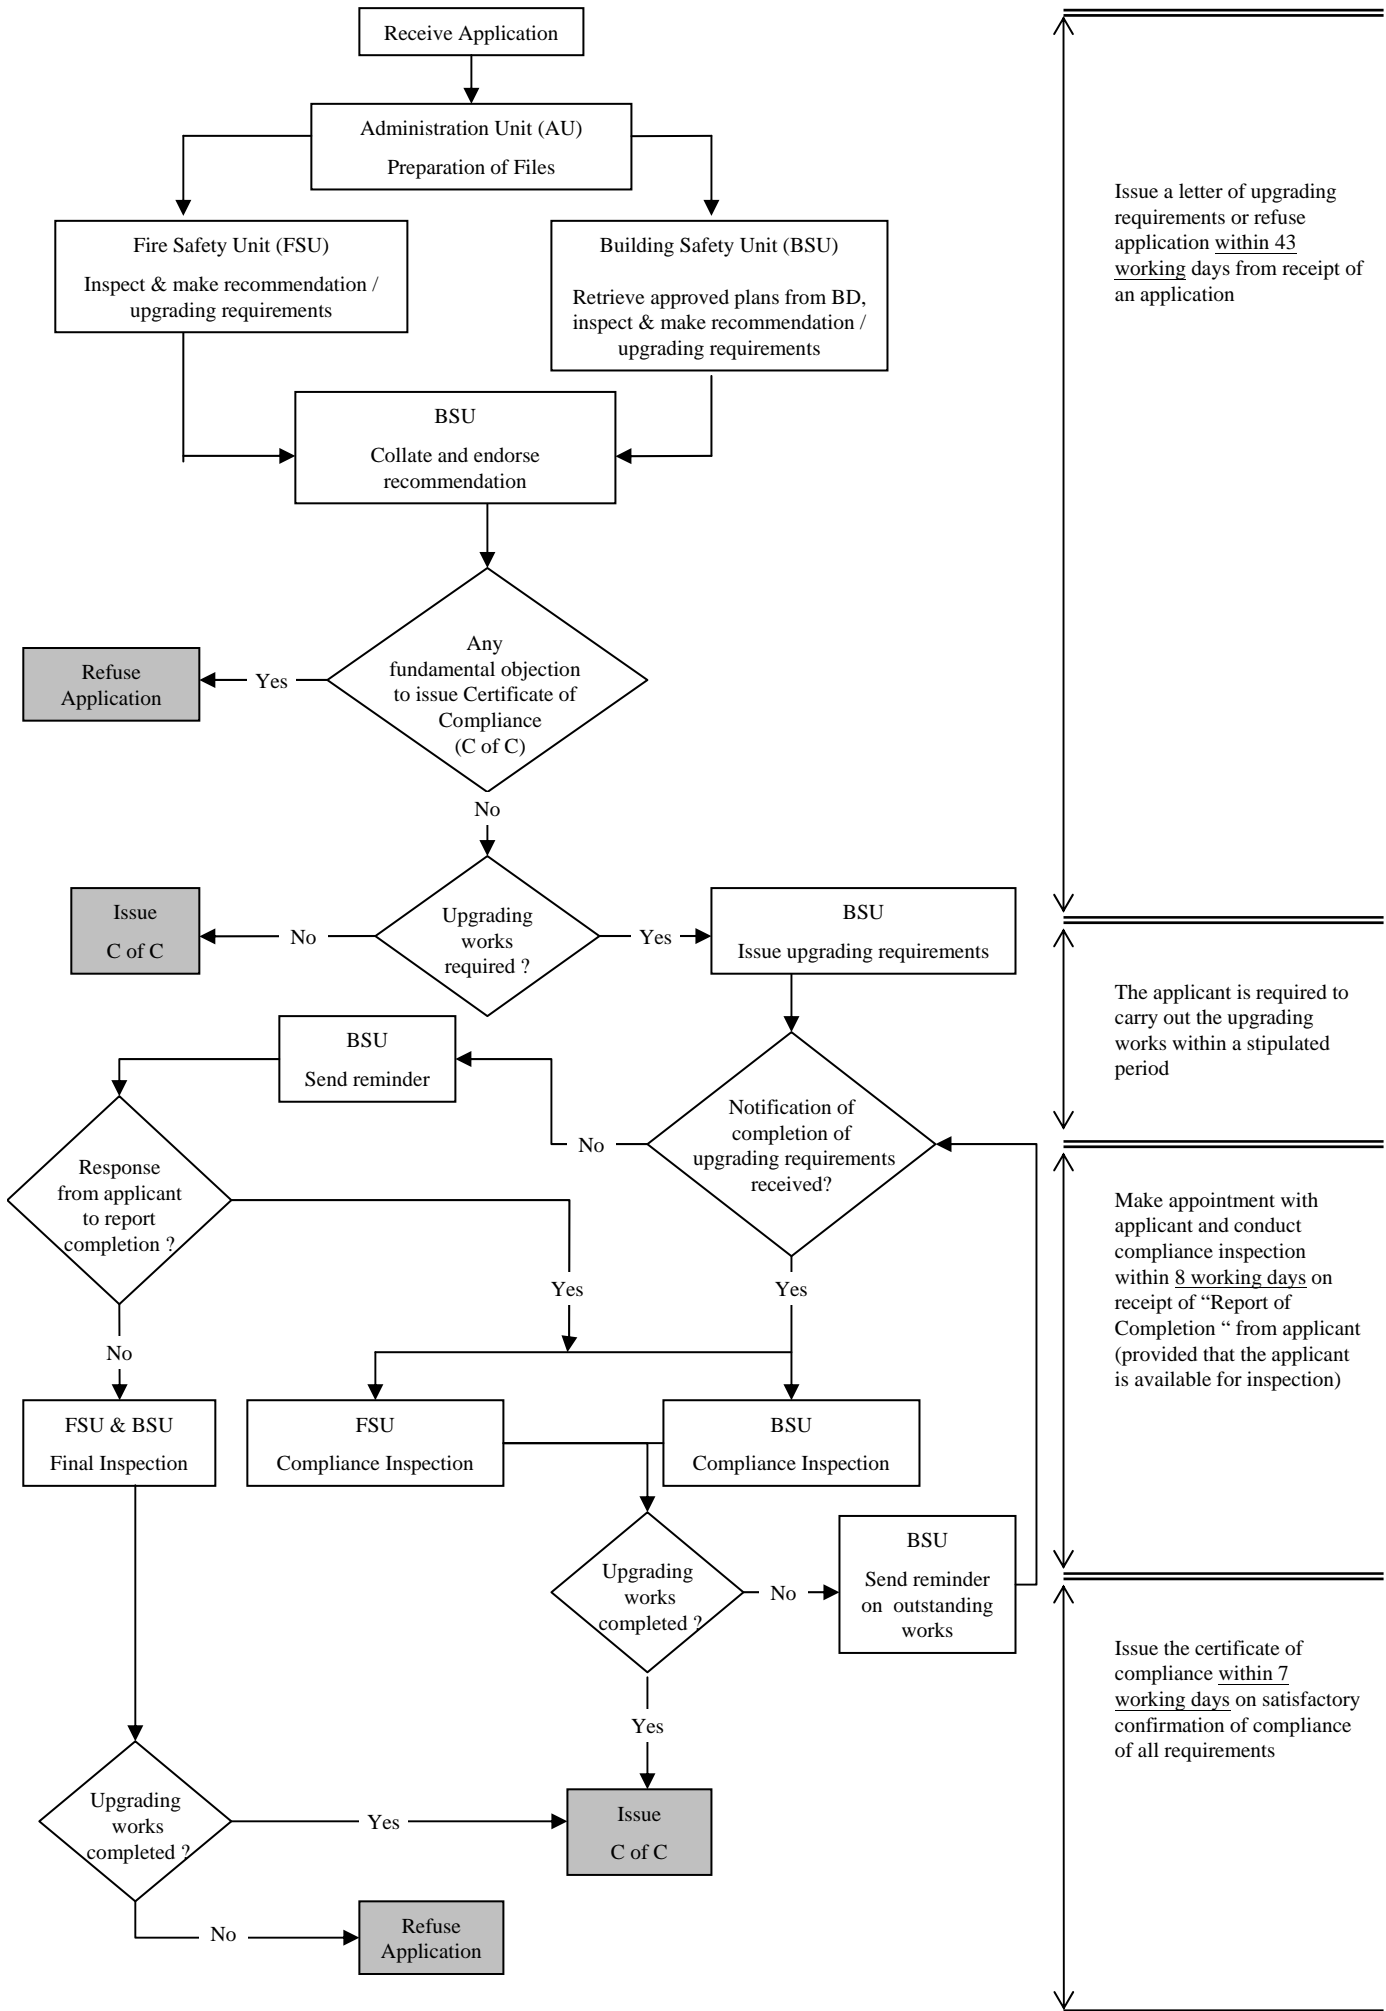 Receive Application
Administration Unit (AU)
Preparation of Files
Fire Safety Unit (FSU)
Inspect & make recommendation /
upgrading requirements
Building Safety Unit (BSU)
Retrieve approved plans from BD,
inspect & make recommendation /
upgrading requirements
BSU
Collate and endorse
recommendation
Any
fundamental objection
to issue Certificate of
Compliance
(C of C)
Yes
Refuse
Application
No
Upgrading
works
required ?
No
Issue
C of C
Yes
BSU
Issue upgrading requirements
Notification of
completion of
upgrading requirements
received?
No
BSU
Send reminder
Response
from applicant
to report
completion ?
Yes
Yes
No
FSU & BSU
Final Inspection
FSU
Compliance Inspection
BSU
Compliance Inspection
Upgrading
works
completed ?
No
BSU
Send reminder
on outstanding
works
Yes
Upgrading
works
completed ?
Yes
Issue
C of C
No
Refuse
Application
Issue a letter of upgrading
requirements or refuse
application within 43
working days from receipt of
an application
The applicant is required to
carry out the upgrading
works within a stipulated
period
Make appointment with
applicant and conduct
compliance inspection
within 8 working days on
receipt of “Report of
Completion “ from applicant
(provided that the applicant
is available for inspection)
Issue the certificate of
compliance within 7
working days on satisfactory
confirmation of compliance
of all requirements